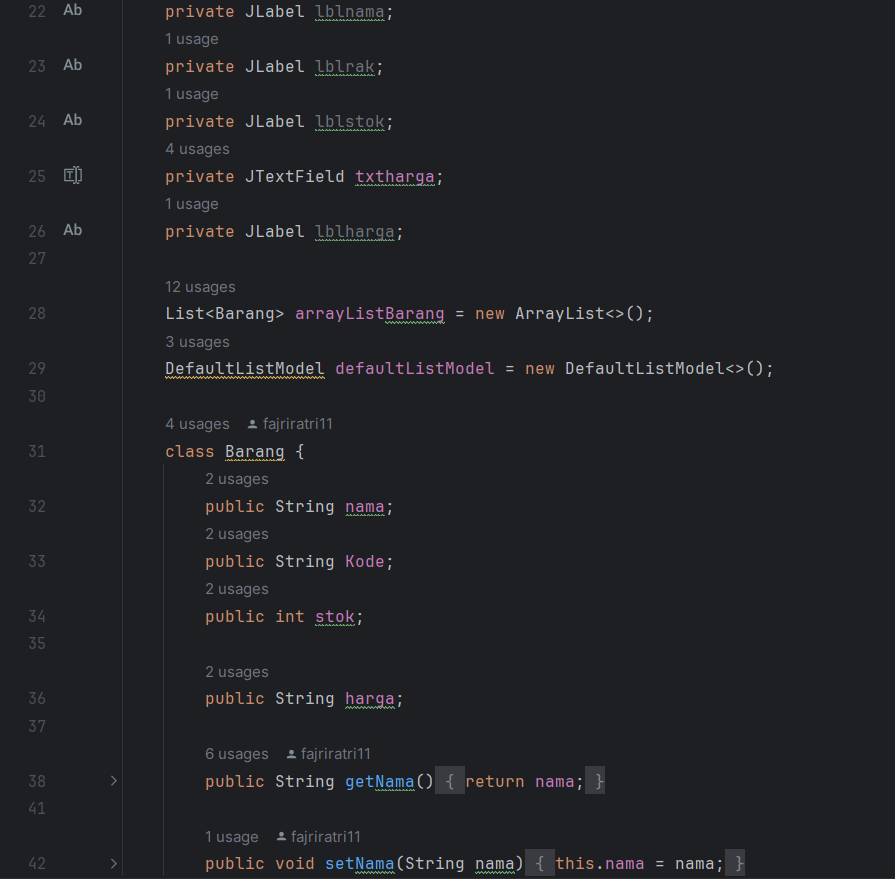 22 Ab private JLabel lblnama;
1 usage
23 Ab private JLabel lblrak;
1 usage
24 Ab private JLabel lblstok;
4 usages
25 T private JTextField txtharga;
1 usage
26 Ab private JLabel lblharga;
27
12 usages
28 List<Barang> arrayListBarang = new ArrayList<>();
3 usages
29 DefaultListModel defaultListModel = new DefaultListModel<>();
30
4 usages fajriratri11
31 class Barang {
2 usages
32 public String nama;
2 usages
33 public String Kode;
2 usages
34 public int stok;
35
2 usages
36 public String harga;
37
6 usages fajriratri11
38 public String getNama() { return nama; }
41
1 usage fajriratri11
42 public void setNama(String nama) { this.nama = nama; }